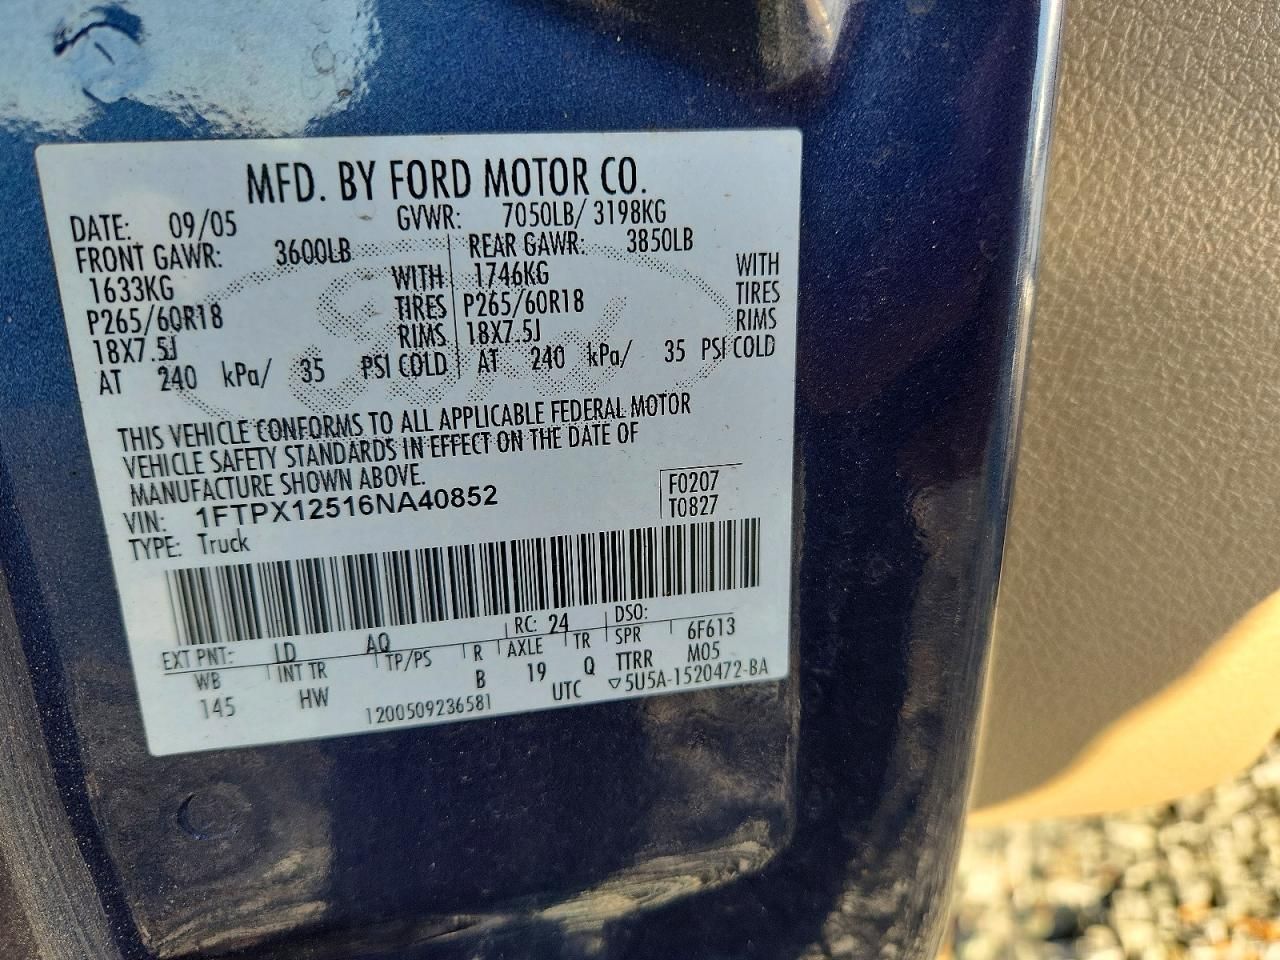 MFD. BY FORD MOTOR CO.
DATE: 09/05 GVWR: 7050LB/ 3198KG
FRONT GAWR: 3600LB REAR GAWR: 3850LB
1633KG WITH 1746KG WITH
P265/60R18 TIRES P265/60R18 TIRES
18X7.5J RIMS 18X7.5J RIMS
AT 240 kPa/ 35 PSI COLD AT 240 kPa/ 35 PSI COLD
THIS VEHICLE CONFORMS TO ALL APPLICABLE FEDERAL MOTOR
VEHICLE SAFETY STANDARDS IN EFFECT ON THE DATE OF
MANUFACTURE SHOWN ABOVE.
VIN: 1FTPX12516NA40852 F0207
TYPE: Truck T0827
EXT PNT: LD AQ RC: 24 DSO:
WB INT TR TP/PS R AXLE TR SPR 6F613
145 HW B 19 Q TTRR M05
1200509236581 UTC ▽5U5A-1520472-BA